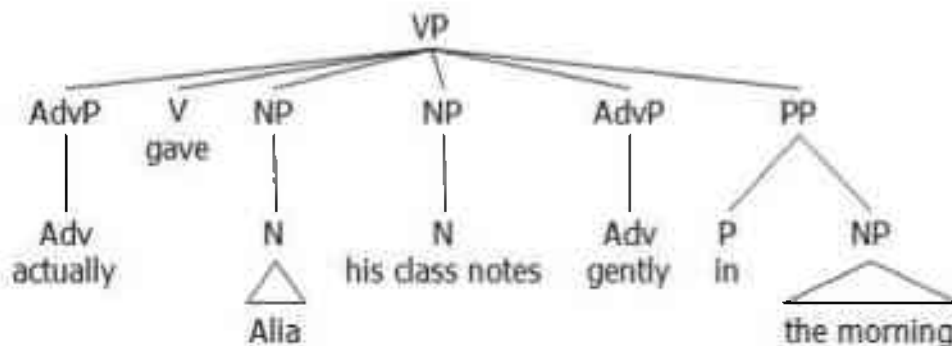 VP
AdvP V NP NP AdvP PP
gave
Adv N N Adv P NP
actually his class notes gently in
Alia the morning